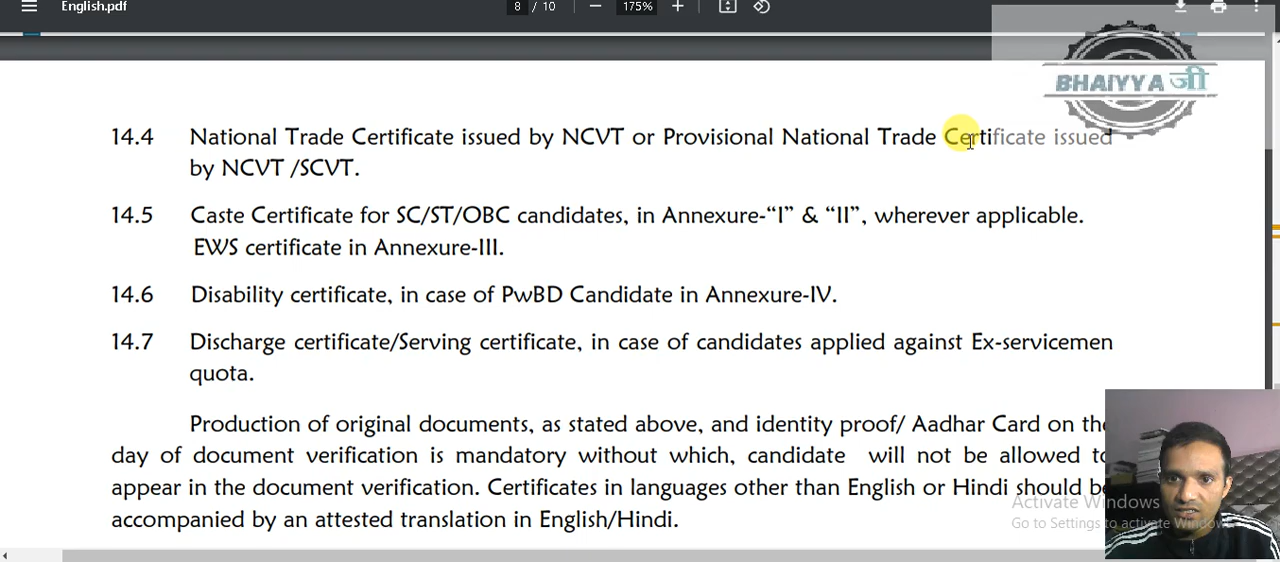 English.pdf
8 / 10
175%
BHAIYYAजी
14.4 National Trade Certificate issued by NCVT or Provisional National Trade Certificate issued
by NCVT /SCVT.
14.5 Caste Certificate for SC/ST/OBC candidates, in Annexure-“I” & “II”, wherever applicable.
EWS certificate in Annexure-III.
14.6 Disability certificate, in case of PwBD Candidate in Annexure-IV.
14.7 Discharge certificate/Serving certificate, in case of candidates applied against Ex-servicemen
quota.
Production of original documents, as stated above, and identity proof/ Aadhar Card on the
day of document verification is mandatory without which, candidate will not be allowed to
appear in the document verification. Certificates in languages other than English or Hindi should be
accompanied by an attested translation in English/Hindi.
Activate Windows
Go to Settings to activate Windows